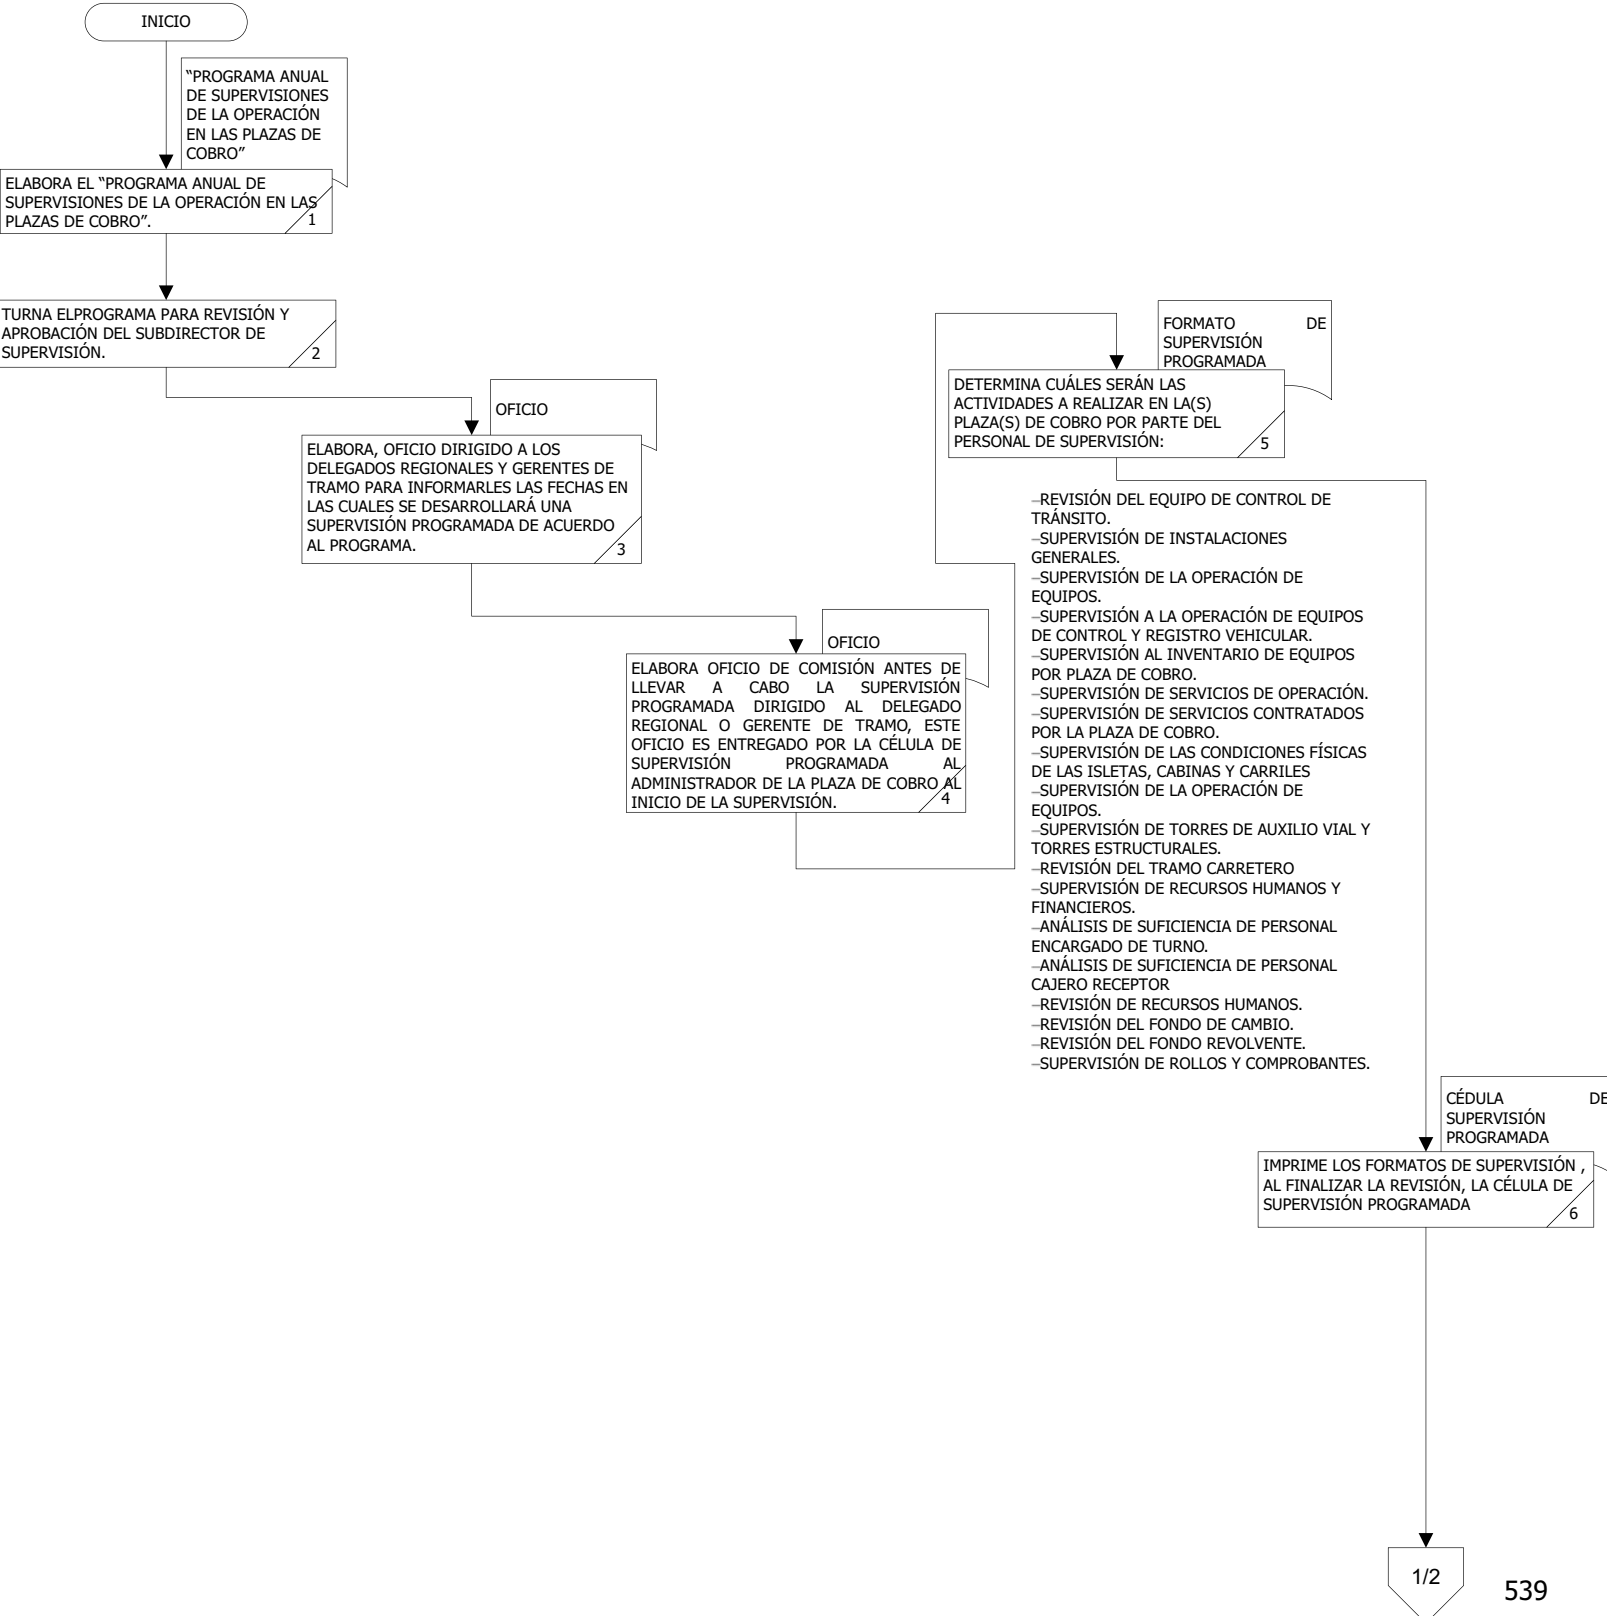 INICIO
“PROGRAMA ANUAL
DE SUPERVISIONES
DE LA OPERACIÓN
EN LAS PLAZAS DE
COBRO”
ELABORA EL “PROGRAMA ANUAL DE
SUPERVISIONES DE LA OPERACIÓN EN LAS
PLAZAS DE COBRO”.
1
TURNA ELPROGRAMA PARA REVISIÓN Y
APROBACIÓN DEL SUBDIRECTOR DE
SUPERVISIÓN.
2
OFICIO
ELABORA, OFICIO DIRIGIDO A LOS
DELEGADOS REGIONALES Y GERENTES DE
TRAMO PARA INFORMARLES LAS FECHAS EN
LAS CUALES SE DESARROLLARÁ UNA
SUPERVISIÓN PROGRAMADA DE ACUERDO
AL PROGRAMA.
3
OFICIO
ELABORA OFICIO DE COMISIÓN ANTES DE
LLEVAR A CABO LA SUPERVISIÓN
PROGRAMADA DIRIGIDO AL DELEGADO
REGIONAL O GERENTE DE TRAMO, ESTE
OFICIO ES ENTREGADO POR LA CÉLULA DE
SUPERVISIÓN PROGRAMADA AL
ADMINISTRADOR DE LA PLAZA DE COBRO AL
INICIO DE LA SUPERVISIÓN.
4
FORMATO DE
SUPERVISIÓN
PROGRAMADA
DETERMINA CUÁLES SERÁN LAS
ACTIVIDADES A REALIZAR EN LA(S)
PLAZA(S) DE COBRO POR PARTE DEL
PERSONAL DE SUPERVISIÓN:
5
–REVISIÓN DEL EQUIPO DE CONTROL DE
TRÁNSITO.
–SUPERVISIÓN DE INSTALACIONES
GENERALES.
–SUPERVISIÓN DE LA OPERACIÓN DE
EQUIPOS.
–SUPERVISIÓN A LA OPERACIÓN DE EQUIPOS
DE CONTROL Y REGISTRO VEHICULAR.
–SUPERVISIÓN AL INVENTARIO DE EQUIPOS
POR PLAZA DE COBRO.
–SUPERVISIÓN DE SERVICIOS DE OPERACIÓN.
–SUPERVISIÓN DE SERVICIOS CONTRATADOS
POR LA PLAZA DE COBRO.
–SUPERVISIÓN DE LAS CONDICIONES FÍSICAS
DE LAS ISLETAS, CABINAS Y CARRILES
–SUPERVISIÓN DE LA OPERACIÓN DE
EQUIPOS.
–SUPERVISIÓN DE TORRES DE AUXILIO VIAL Y
TORRES ESTRUCTURALES.
–REVISIÓN DEL TRAMO CARRETERO
–SUPERVISIÓN DE RECURSOS HUMANOS Y
FINANCIEROS.
–ANÁLISIS DE SUFICIENCIA DE PERSONAL
ENCARGADO DE TURNO.
–ANÁLISIS DE SUFICIENCIA DE PERSONAL
CAJERO RECEPTOR
–REVISIÓN DE RECURSOS HUMANOS.
–REVISIÓN DEL FONDO DE CAMBIO.
–REVISIÓN DEL FONDO REVOLVENTE.
–SUPERVISIÓN DE ROLLOS Y COMPROBANTES.
CÉDULA DE
SUPERVISIÓN
PROGRAMADA
IMPRIME LOS FORMATOS DE SUPERVISIÓN ,
AL FINALIZAR LA REVISIÓN, LA CÉLULA DE
SUPERVISIÓN PROGRAMADA
6
1/2
539